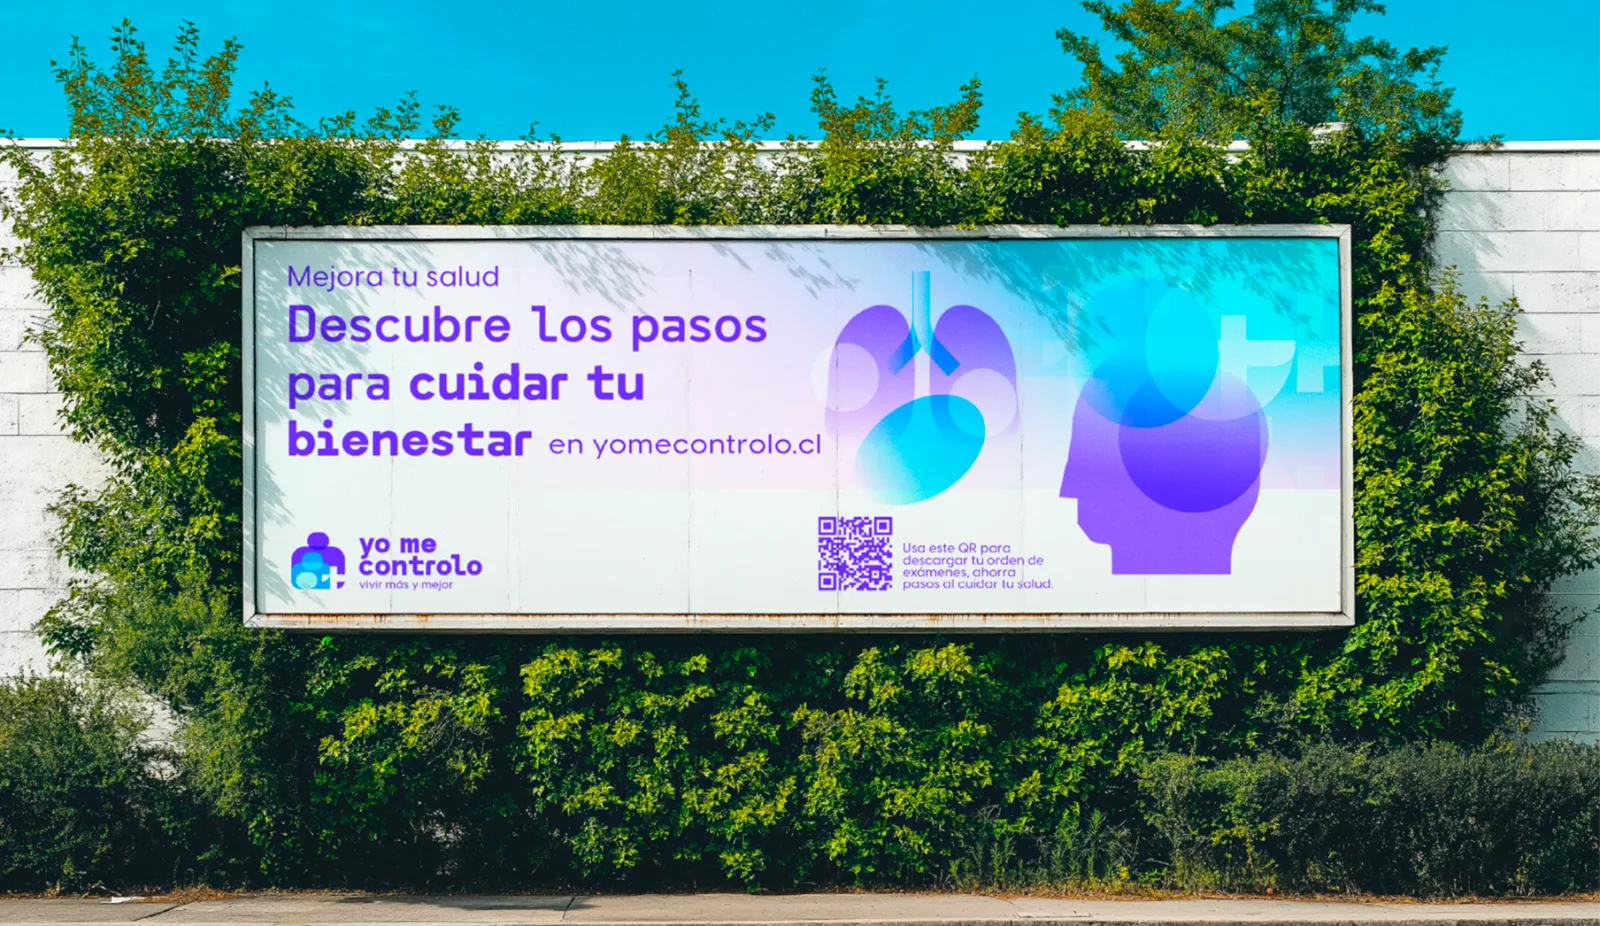 Mejora tu salud
Descubre los pasos
para cuidar tu
bienestar en yomecontrolo.cl
yo me
controlo
vivir más y mejor
Usa este QR para
descargar tu orden de
exámenes, ahorra
pasos al cuidar tu salud.